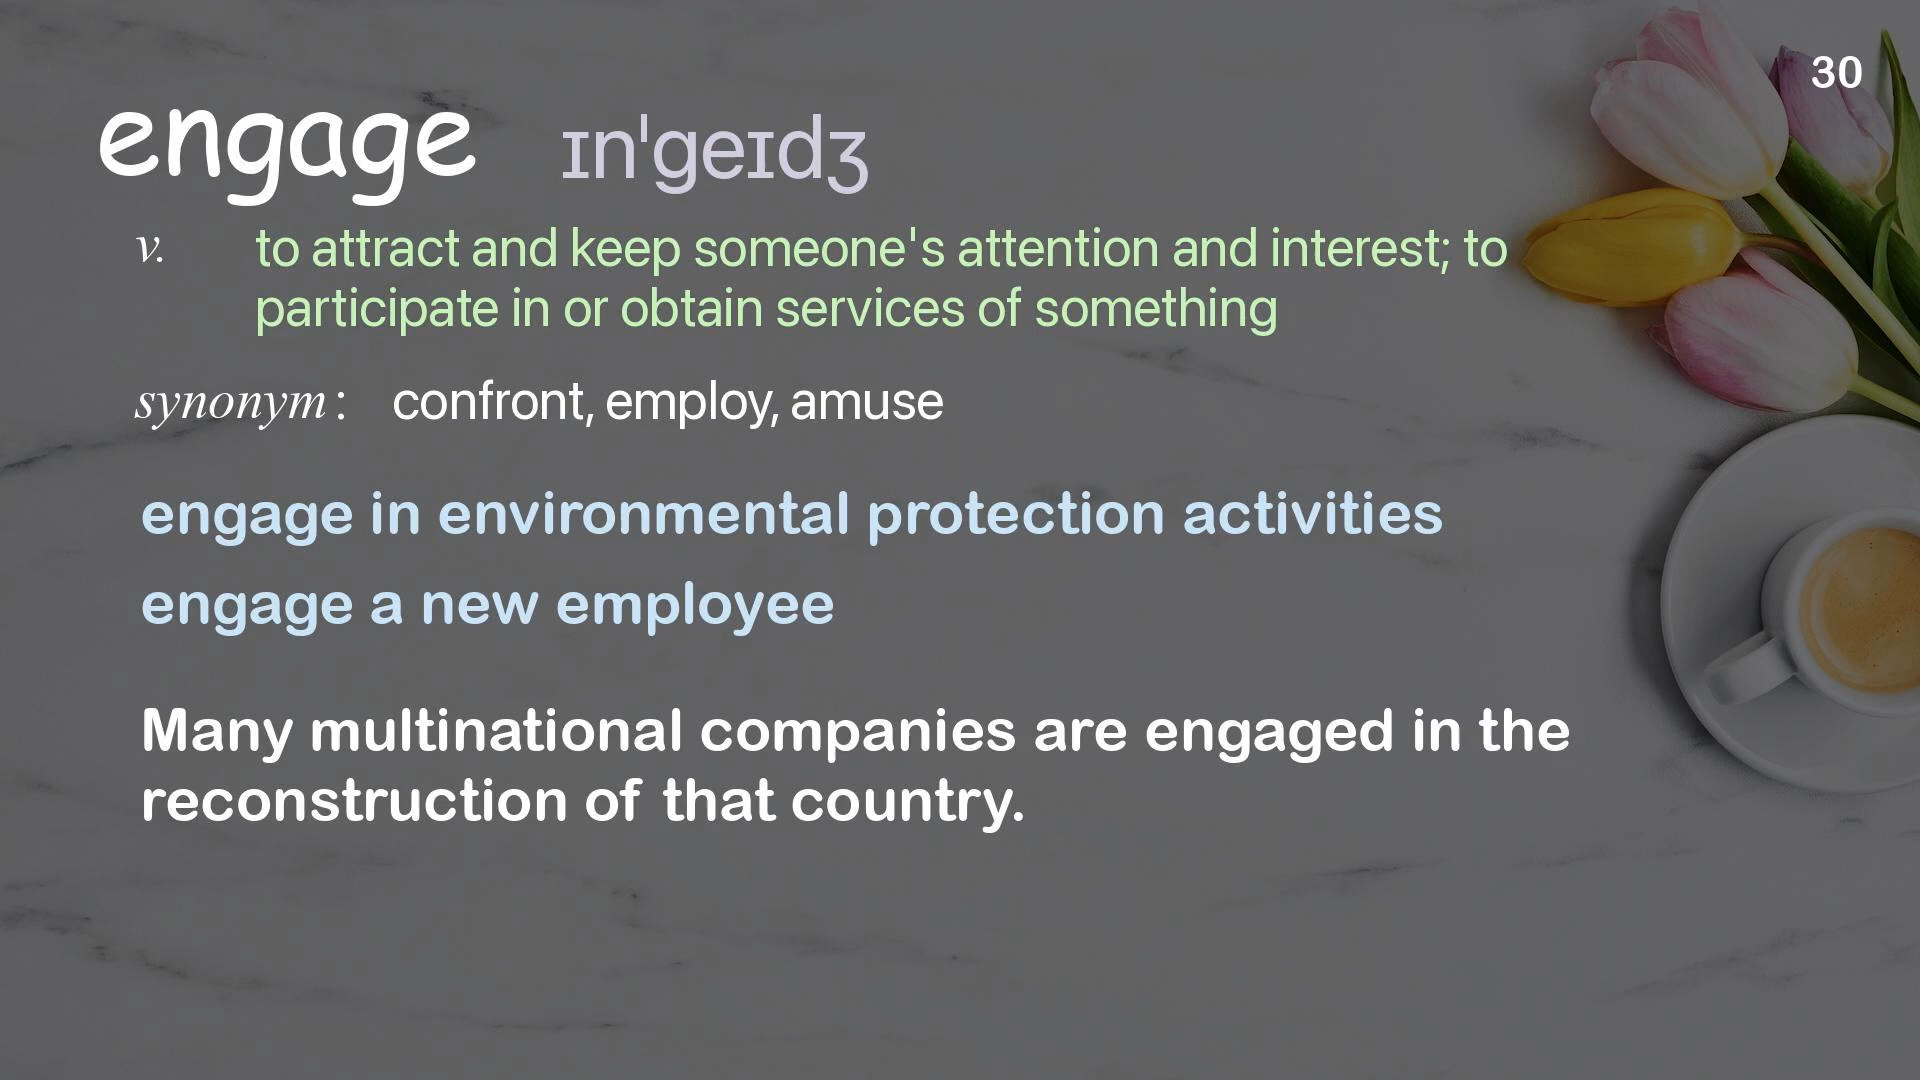 30
engage ɪnˈgeɪdʒ
v. to attract and keep someone's attention and interest; to
participate in or obtain services of something
synonym: confront, employ, amuse
engage in environmental protection activities
engage a new employee
Many multinational companies are engaged in the
reconstruction of that country.